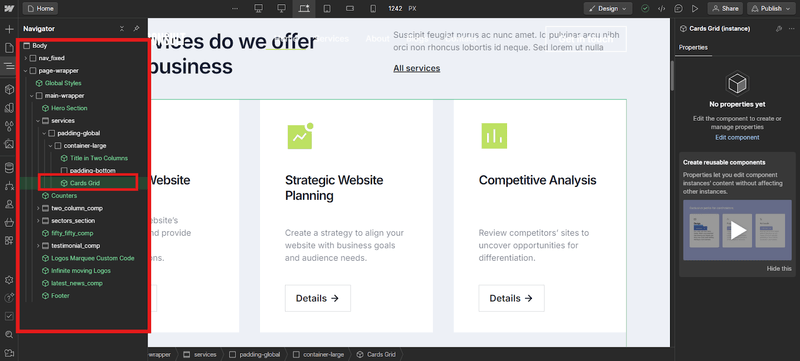 Home
1242 PX
Design
Share
Publish
Navigator
Body
nav_fixed
page-wrapper
Global Styles
main-wrapper
Hero Section
services
padding-global
container-large
Title in Two Columns
padding-bottom
Cards Grid
Counters
two_column_comp
sectors_section
fifty_fifty_comp
testimonial_comp
Logos Marquee Custom Code
Infinite moving Logos
latest_news_comp
Footer
vices do we offer
business
Suscipit feugiat purus ac nunc amet. Ic pulvinar arcu nibh
orci non rhoncus lobortis id neque. Sed lorem ut nulla
All services
Website
ebsite's
nd provide
ons.
Strategic Website
Planning
Create a strategy to align your
website with business goals
and audience needs.
Details →
Competitive Analysis
Review competitors' sites to
uncover opportunities for
differentiation.
Details →
-wrapper
services
padding-global
container-large
Cards Grid
Cards Grid (instance)
Properties
No properties yet
Edit the component to create or
manage properties
Edit component
Create reusable components
Properties let you edit component
instances' content without affecting
other instances.
Hide this